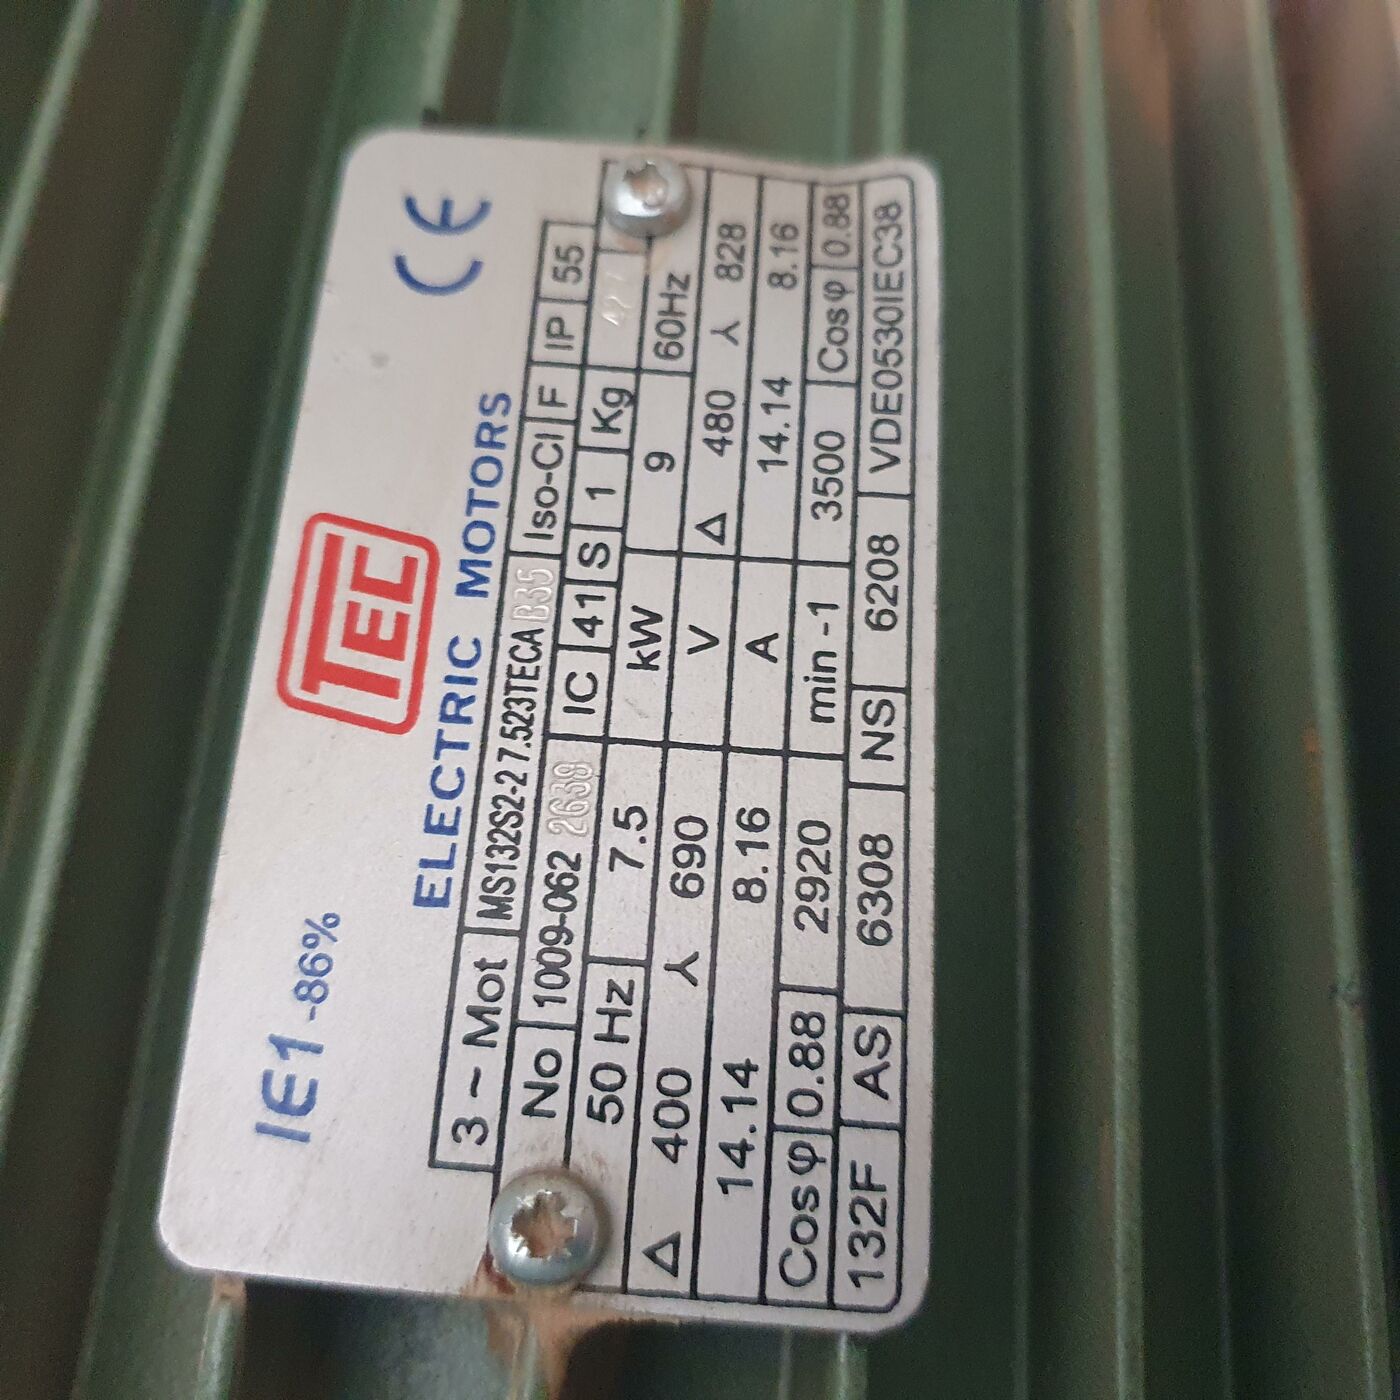 CE
TEC
IE1 -86%
ELECTRIC MOTORS
3 ~ Mot MS132S2-2 7.523TECA B35 Iso-Cl F IP 55
No 1009-062 2638 IC 41 S 1 Kg
50 Hz 7.5 kW 9 60Hz
Δ 400 ⅄ 690 V Δ 480 ⅄ 828
14.14 8.16 A 14.14 8.16
Cosφ 0.88 2920 min -1 3500 Cosφ 0.88
132F AS 6308 NS 6208 VDE0530IEC38